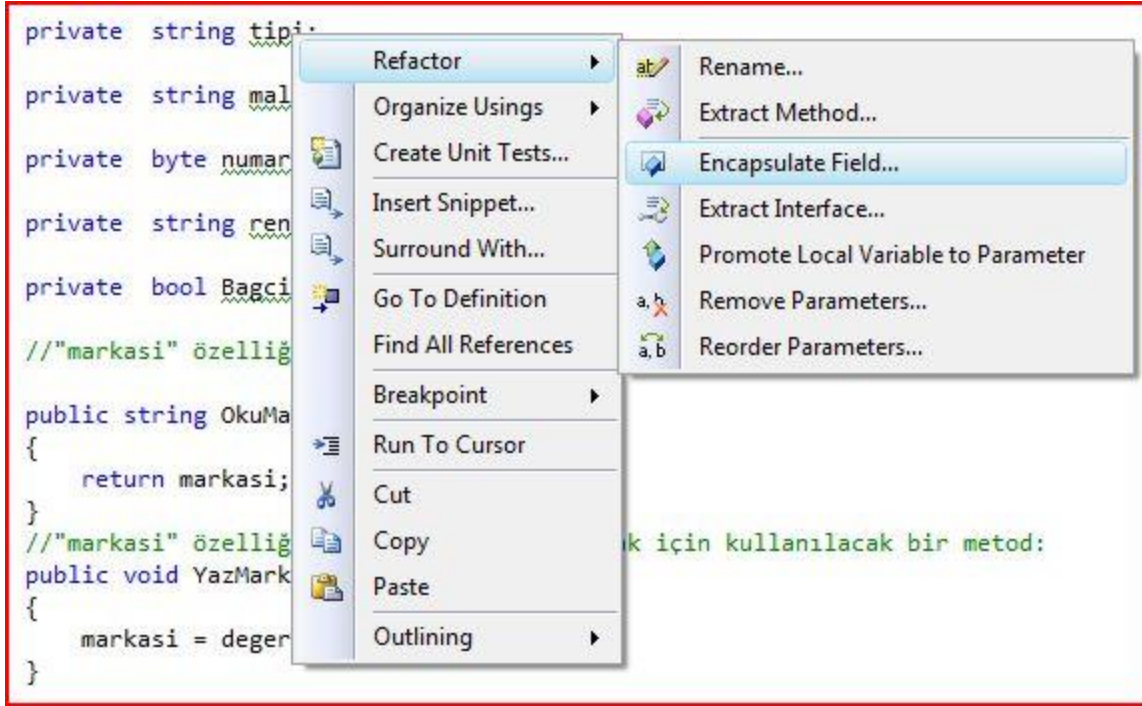 private  string tipi;
private  string mal
private  byte numar
private  string ren
private  bool Bagci
//"markasi" özelliğ
public string OkuMa
{
    return markasi;
}
//"markasi" özelliğ
k için kullanılacak bir metod:
public void YazMark
{
    markasi = deger
}
Refactor
Organize Usings
Create Unit Tests...
Insert Snippet...
Surround With...
Go To Definition
Find All References
Breakpoint
Run To Cursor
Cut
Copy
Paste
Outlining
Rename...
Extract Method...
Encapsulate Field...
Extract Interface...
Promote Local Variable to Parameter
Remove Parameters...
Reorder Parameters...